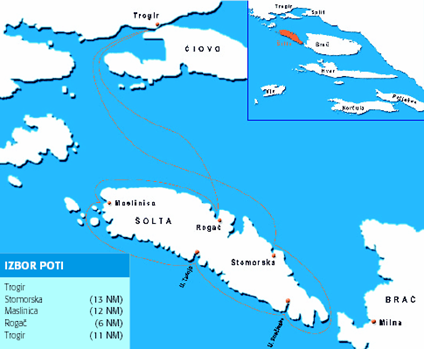 Trogir
ČIOVO
Trogir
Split
Brač
Hvar
Vis
Korčula
Maslinica
ŠOLTA
Rogač
Stomorska
BRAČ
Milna
IZBOR POTI
Trogir
Stomorska (13 NM)
Maslinica (12 NM)
Rogač (6 NM)
Trogir (11 NM)